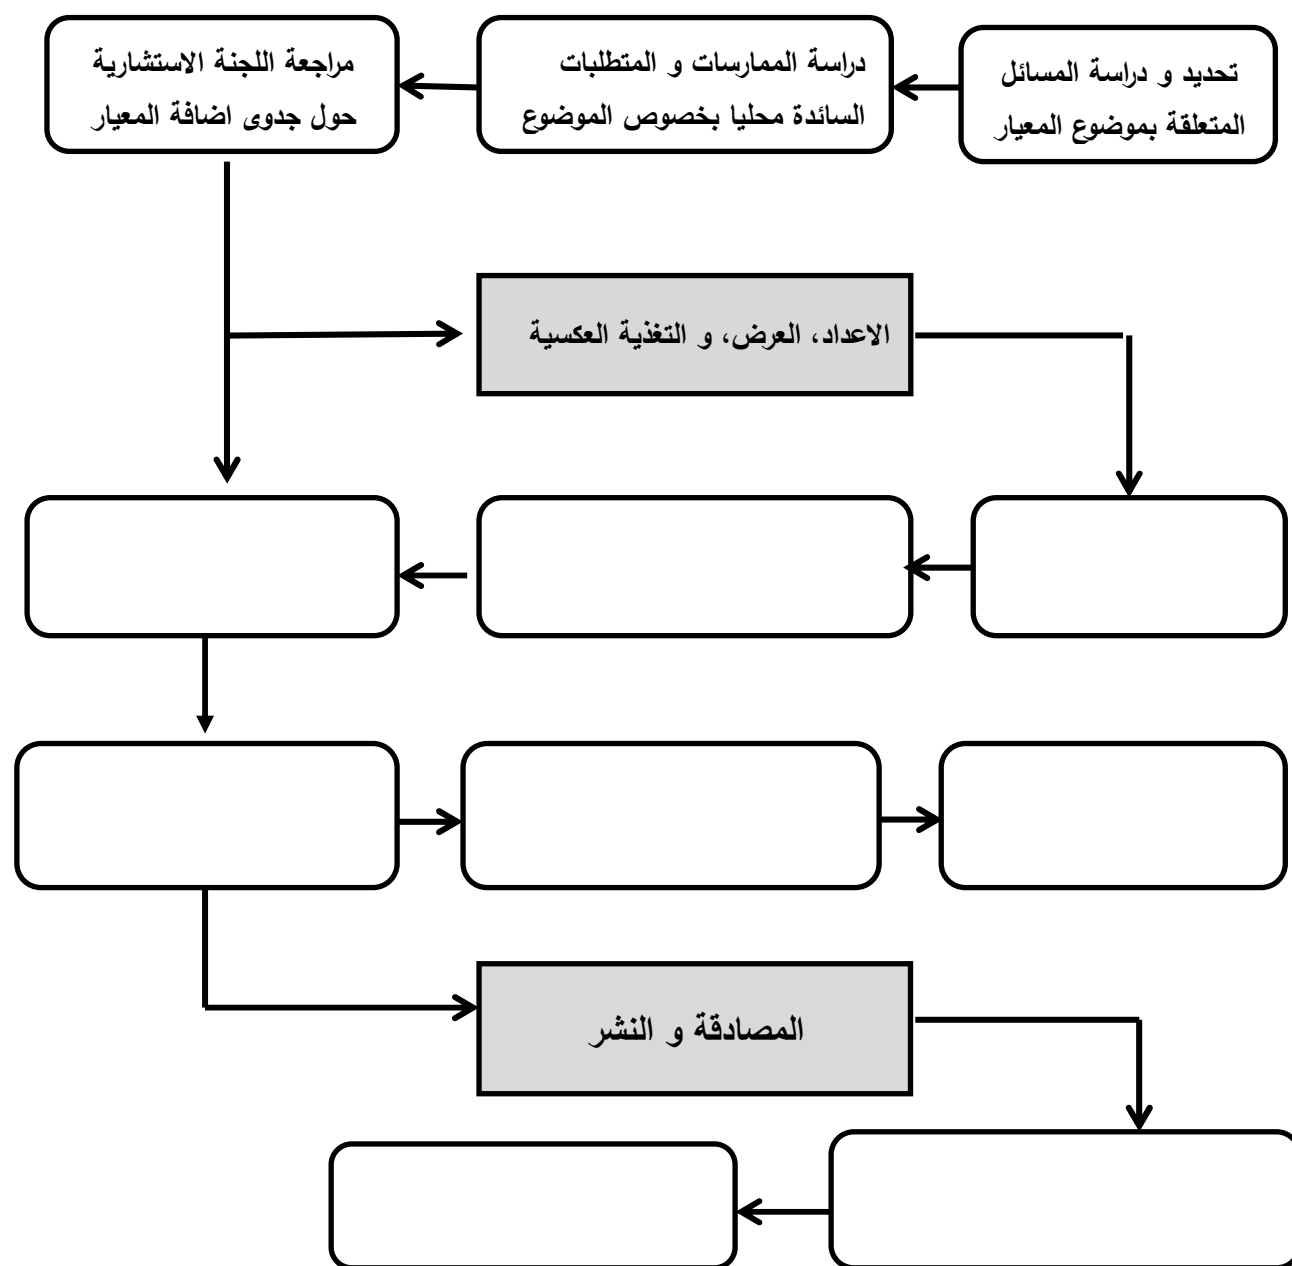 تحديد و دراسة المسائل
المتعلقة بموضوع المعيار
دراسة الممارسات و المتطلبات
السائدة محليا بخصوص الموضوع
مراجعة اللجنة الاستشارية
حول جدوى اضافة المعيار
الاعداد، العرض، و التغذية العكسية
المصادقة و النشر